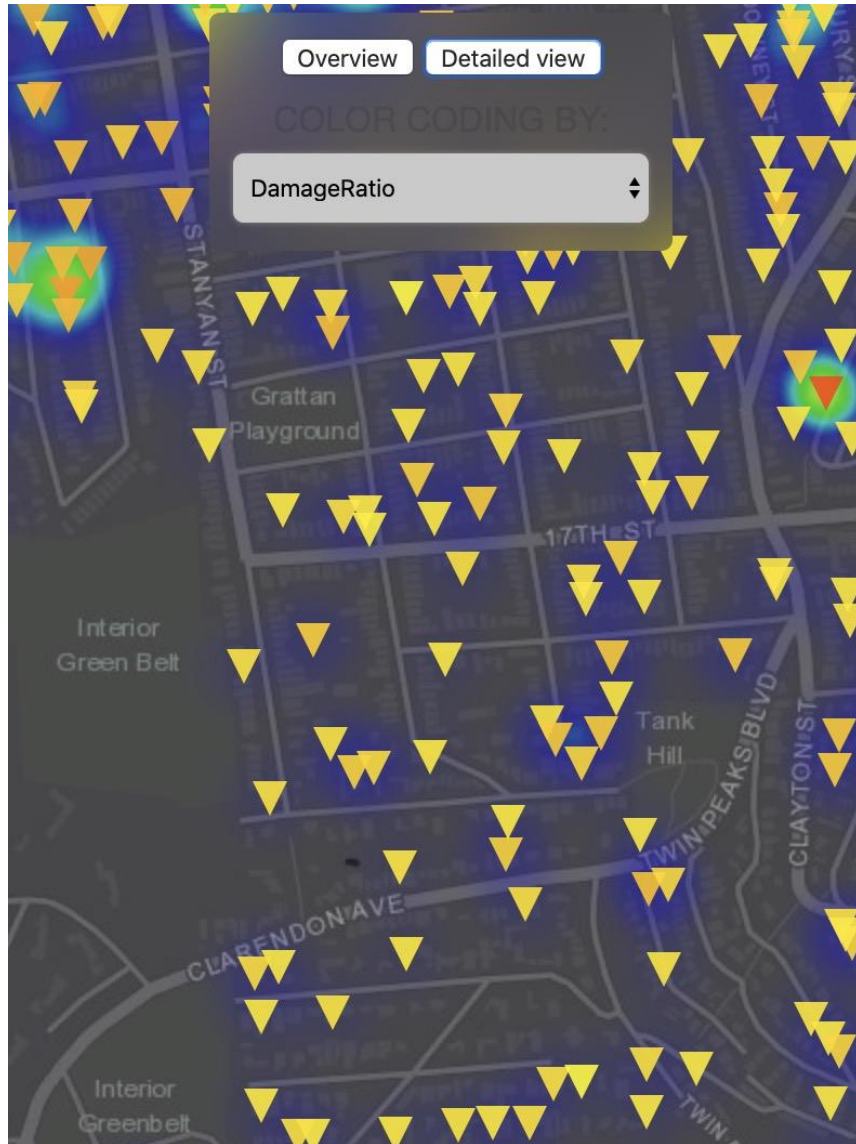 Overview
Detailed view
COLOR CODING BY:
DamageRatio
STANYAN ST
Grattan
Playground
17TH ST
Interior
Green Belt
Tank
Hill
TWIN PEAKS BLVD
CLAYTON ST
CLARENDON AVE
Interior
Greenbelt
TWIN